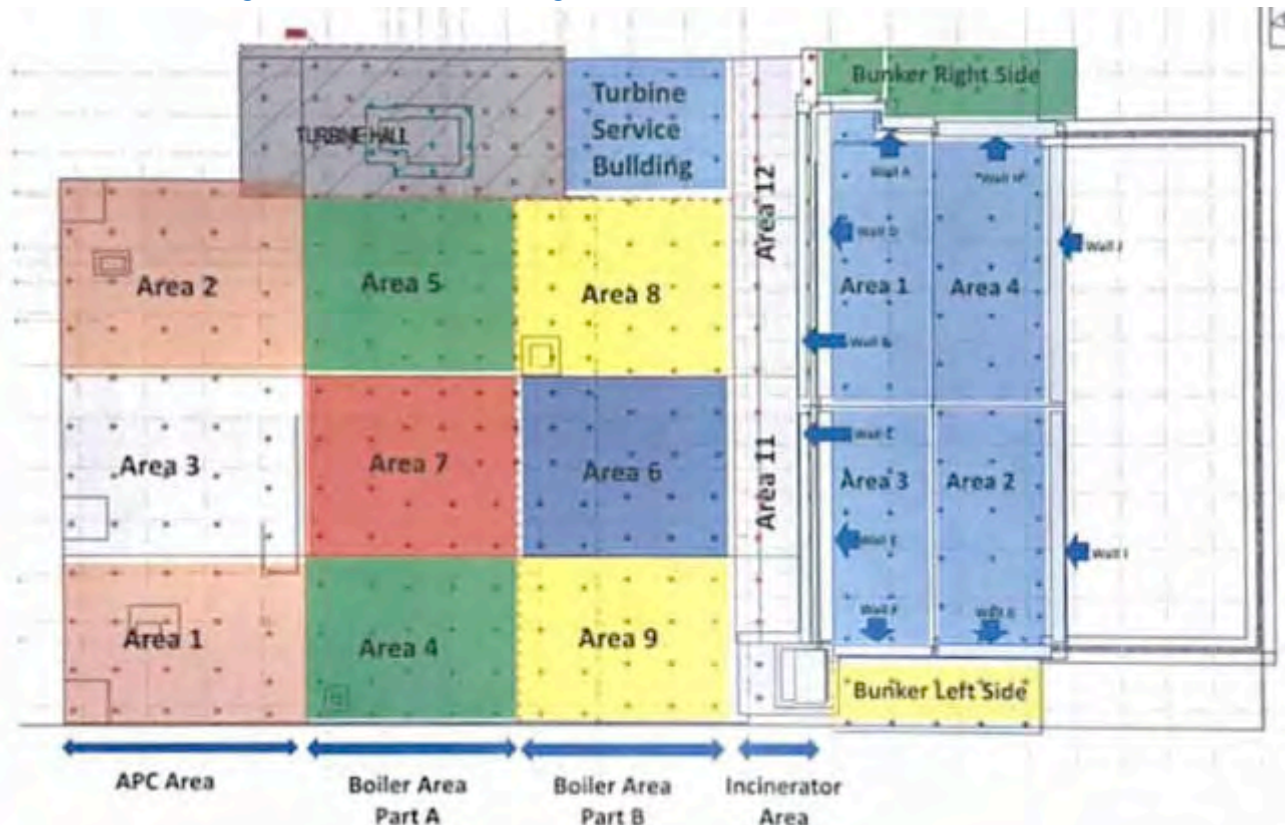 Bunker Right Side
Turbine
Service
Building
TURBINE HALL
Area 12
Wall A
"Wall H"
Wall D
Wall J
Area 2
Area 5
Area 8
Area 1
Area 4
Area 3
Area 7
Area 6
Area 11
Area 3
Area 2
Wall E
Wall I
Wall F
Area 1
Area 4
Area 9
Bunker Left Side
APC Area
Boiler Area
Part A
Boiler Area
Part B
Incinerator
Area